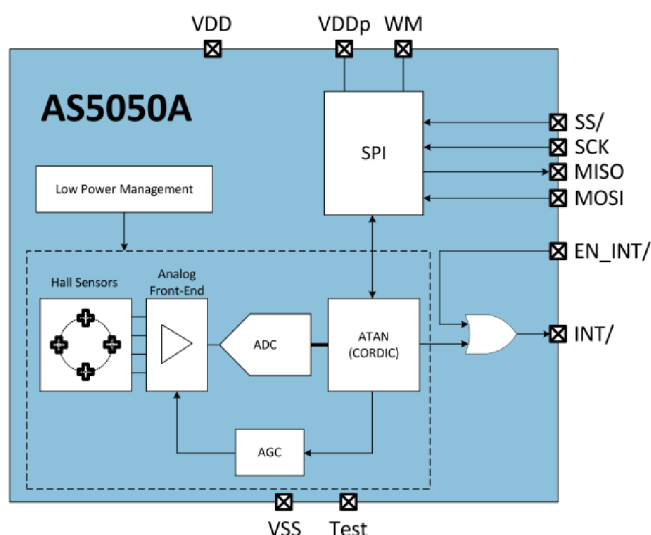 VDD
VDDp
WM
AS5050A
SPI
SS/
SCK
MISO
MOSI
Low Power Management
EN_INT/
Hall Sensors
Analog
Front-End
ADC
ATAN
(CORDIC)
INT/
AGC
VSS
Test